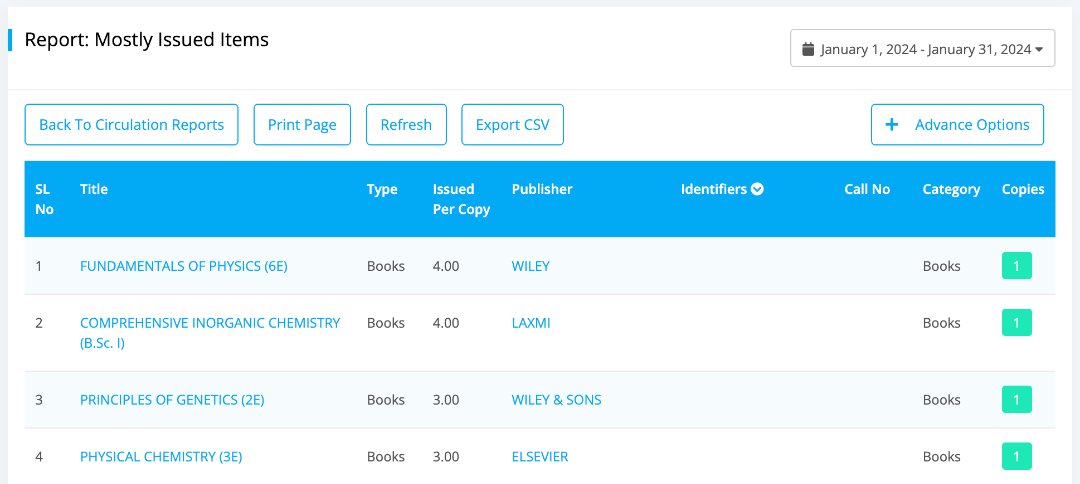 Report: Mostly Issued Items
January 1, 2024 - January 31, 2024
Back To Circulation Reports Print Page Refresh Export CSV + Advance Options
SL No Title Type Issued Per Copy Publisher Identifiers Call No Category Copies
1 FUNDAMENTALS OF PHYSICS (6E) Books 4.00 WILEY Books 1
2 COMPREHENSIVE INORGANIC CHEMISTRY (B.Sc. I) Books 4.00 LAXMI Books 1
3 PRINCIPLES OF GENETICS (2E) Books 3.00 WILEY & SONS Books 1
4 PHYSICAL CHEMISTRY (3E) Books 3.00 ELSEVIER Books 1